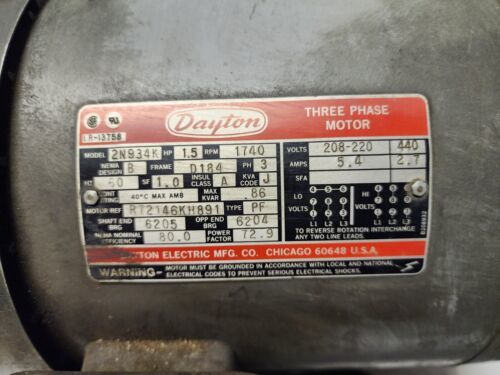 LR-13758
Dayton
THREE PHASE
MOTOR
MODEL 2N934K HP 1.5 RPM 1740
NEMA DESIGN B FRAME D184 PH 3
60 SF 1.0 INSUL CLASS A KVA CODE J
40°C MAX AMB MAX KVAR .86
MOTOR REF TYPE PF
SHAFT END BRG 6205 OPP END BRG 6204
NEMA NOMINAL EFFICIENCY 80.0 POWER FACTOR 72.9
VOLTS 208-220 440
AMPS 5.4 2.7
SFA
LO VOLTS
HI VOLTS
L1 L2 L3
L1 L2 L3
TO REVERSE ROTATION INTERCHANGE
ANY TWO LINE LEADS.
DAYTON ELECTRIC MFG. CO. CHICAGO 60648 U.S.A.
WARNING- MOTOR MUST BE GROUNDED IN ACCORDANCE WITH LOCAL AND NATIONAL
ELECTRICAL CODES TO PREVENT SERIOUS ELECTRICAL SHOCKS.